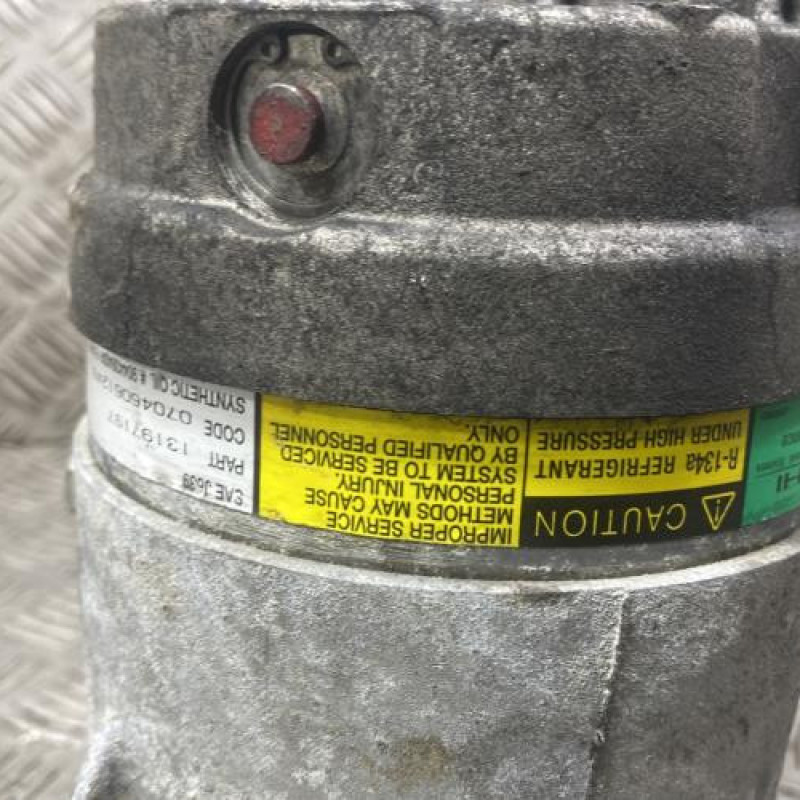 CAUTION
R-134a REFRIGERANT
UNDER HIGH PRESSURE
IMPROPER SERVICE
METHODS MAY CAUSE
PERSONAL INJURY.
SYSTEM TO BE SERVICED
BY QUALIFIED PERSONNEL
ONLY.
SAE J639
PART 13197197
CODE
SYNTHETIC OIL #